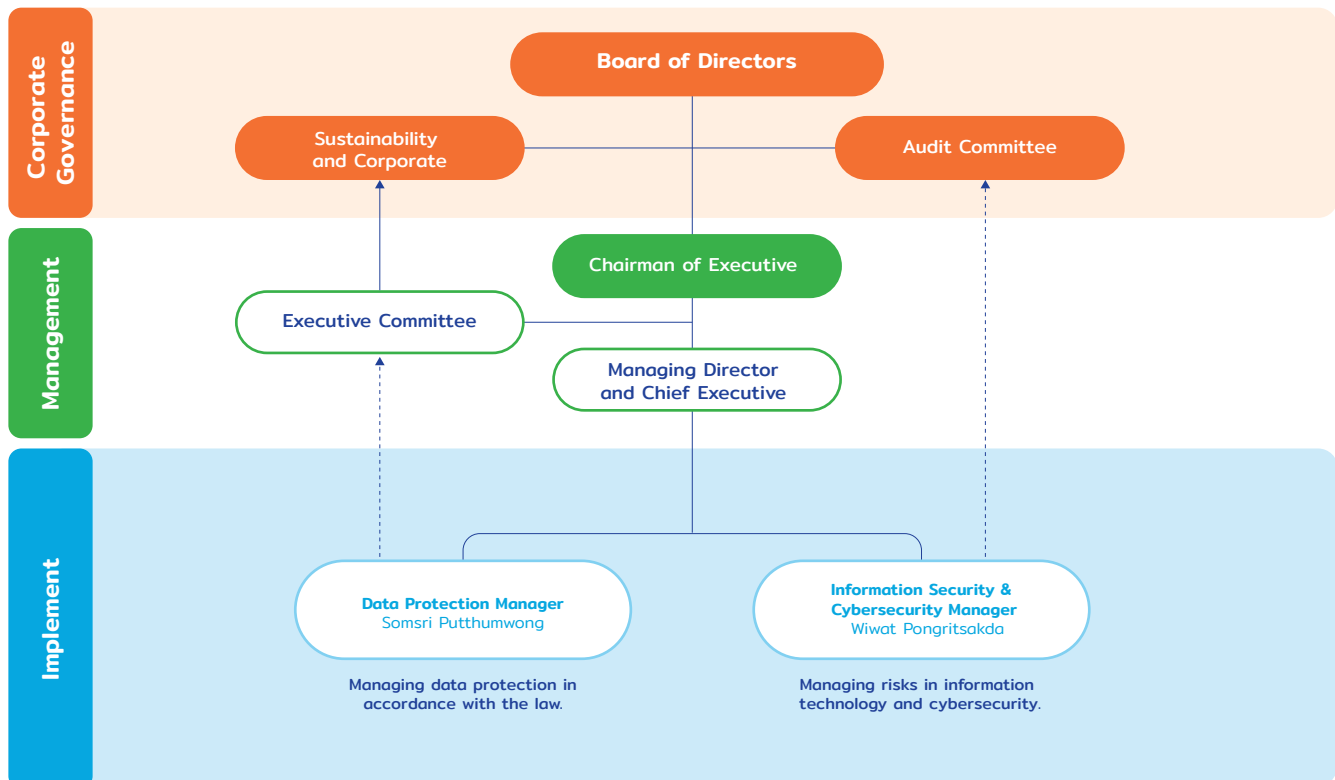 Corporate
Governance
Board of Directors
Sustainability
and Corporate
Audit Committee
Management
Chairman of Executive
Executive Committee
Managing Director
and Chief Executive
Implement
Data Protection Manager
Somsri Putthumwong
Information Security &
Cybersecurity Manager
Wiwat Pongritsakda
Managing data protection in
accordance with the law.
Managing risks in information
technology and cybersecurity.